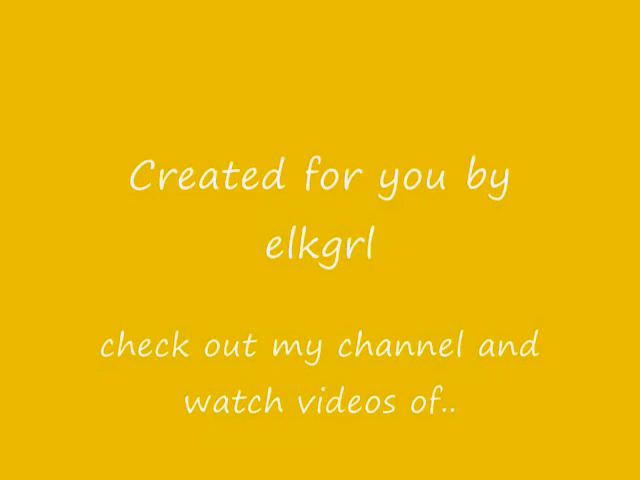 Created for you by
elkgrl
check out my channel and
watch videos of..